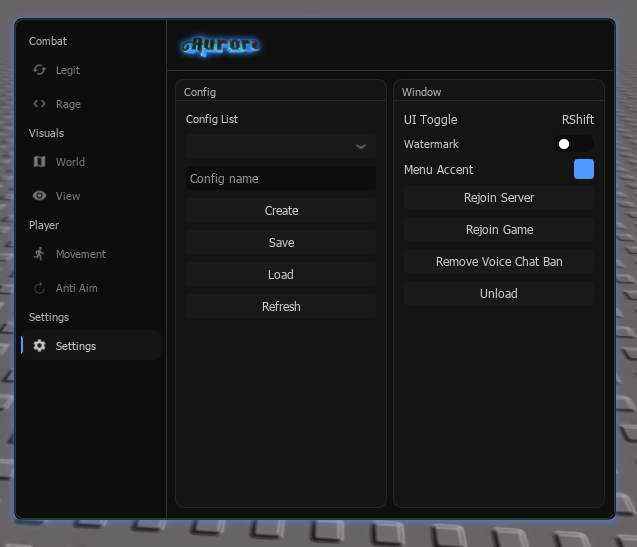 Combat
Legit
Rage
Visuals
World
View
Player
Movement
Anti Aim
Settings
Settings
Aurora
Config
Config List
Config name
Create
Save
Load
Refresh
Window
UI Toggle RShift
Watermark
Menu Accent
Rejoin Server
Rejoin Game
Remove Voice Chat Ban
Unload